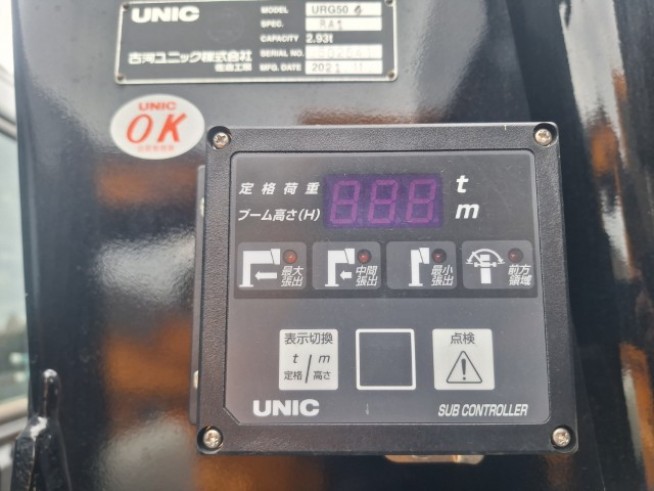 UNIC
MODEL URG50
SPEC. RA1
CAPACITY 2.93t
古河ユニック株式会社
SERIAL NO.
MFG. DATE 2021
UNIC
OK
定格荷重 888 t
ブーム高さ(H) m
最大張出
中間張出
最小張出
前方領域
表示切換
t / m
定格 高さ
点検
UNIC
SUB CONTROLLER